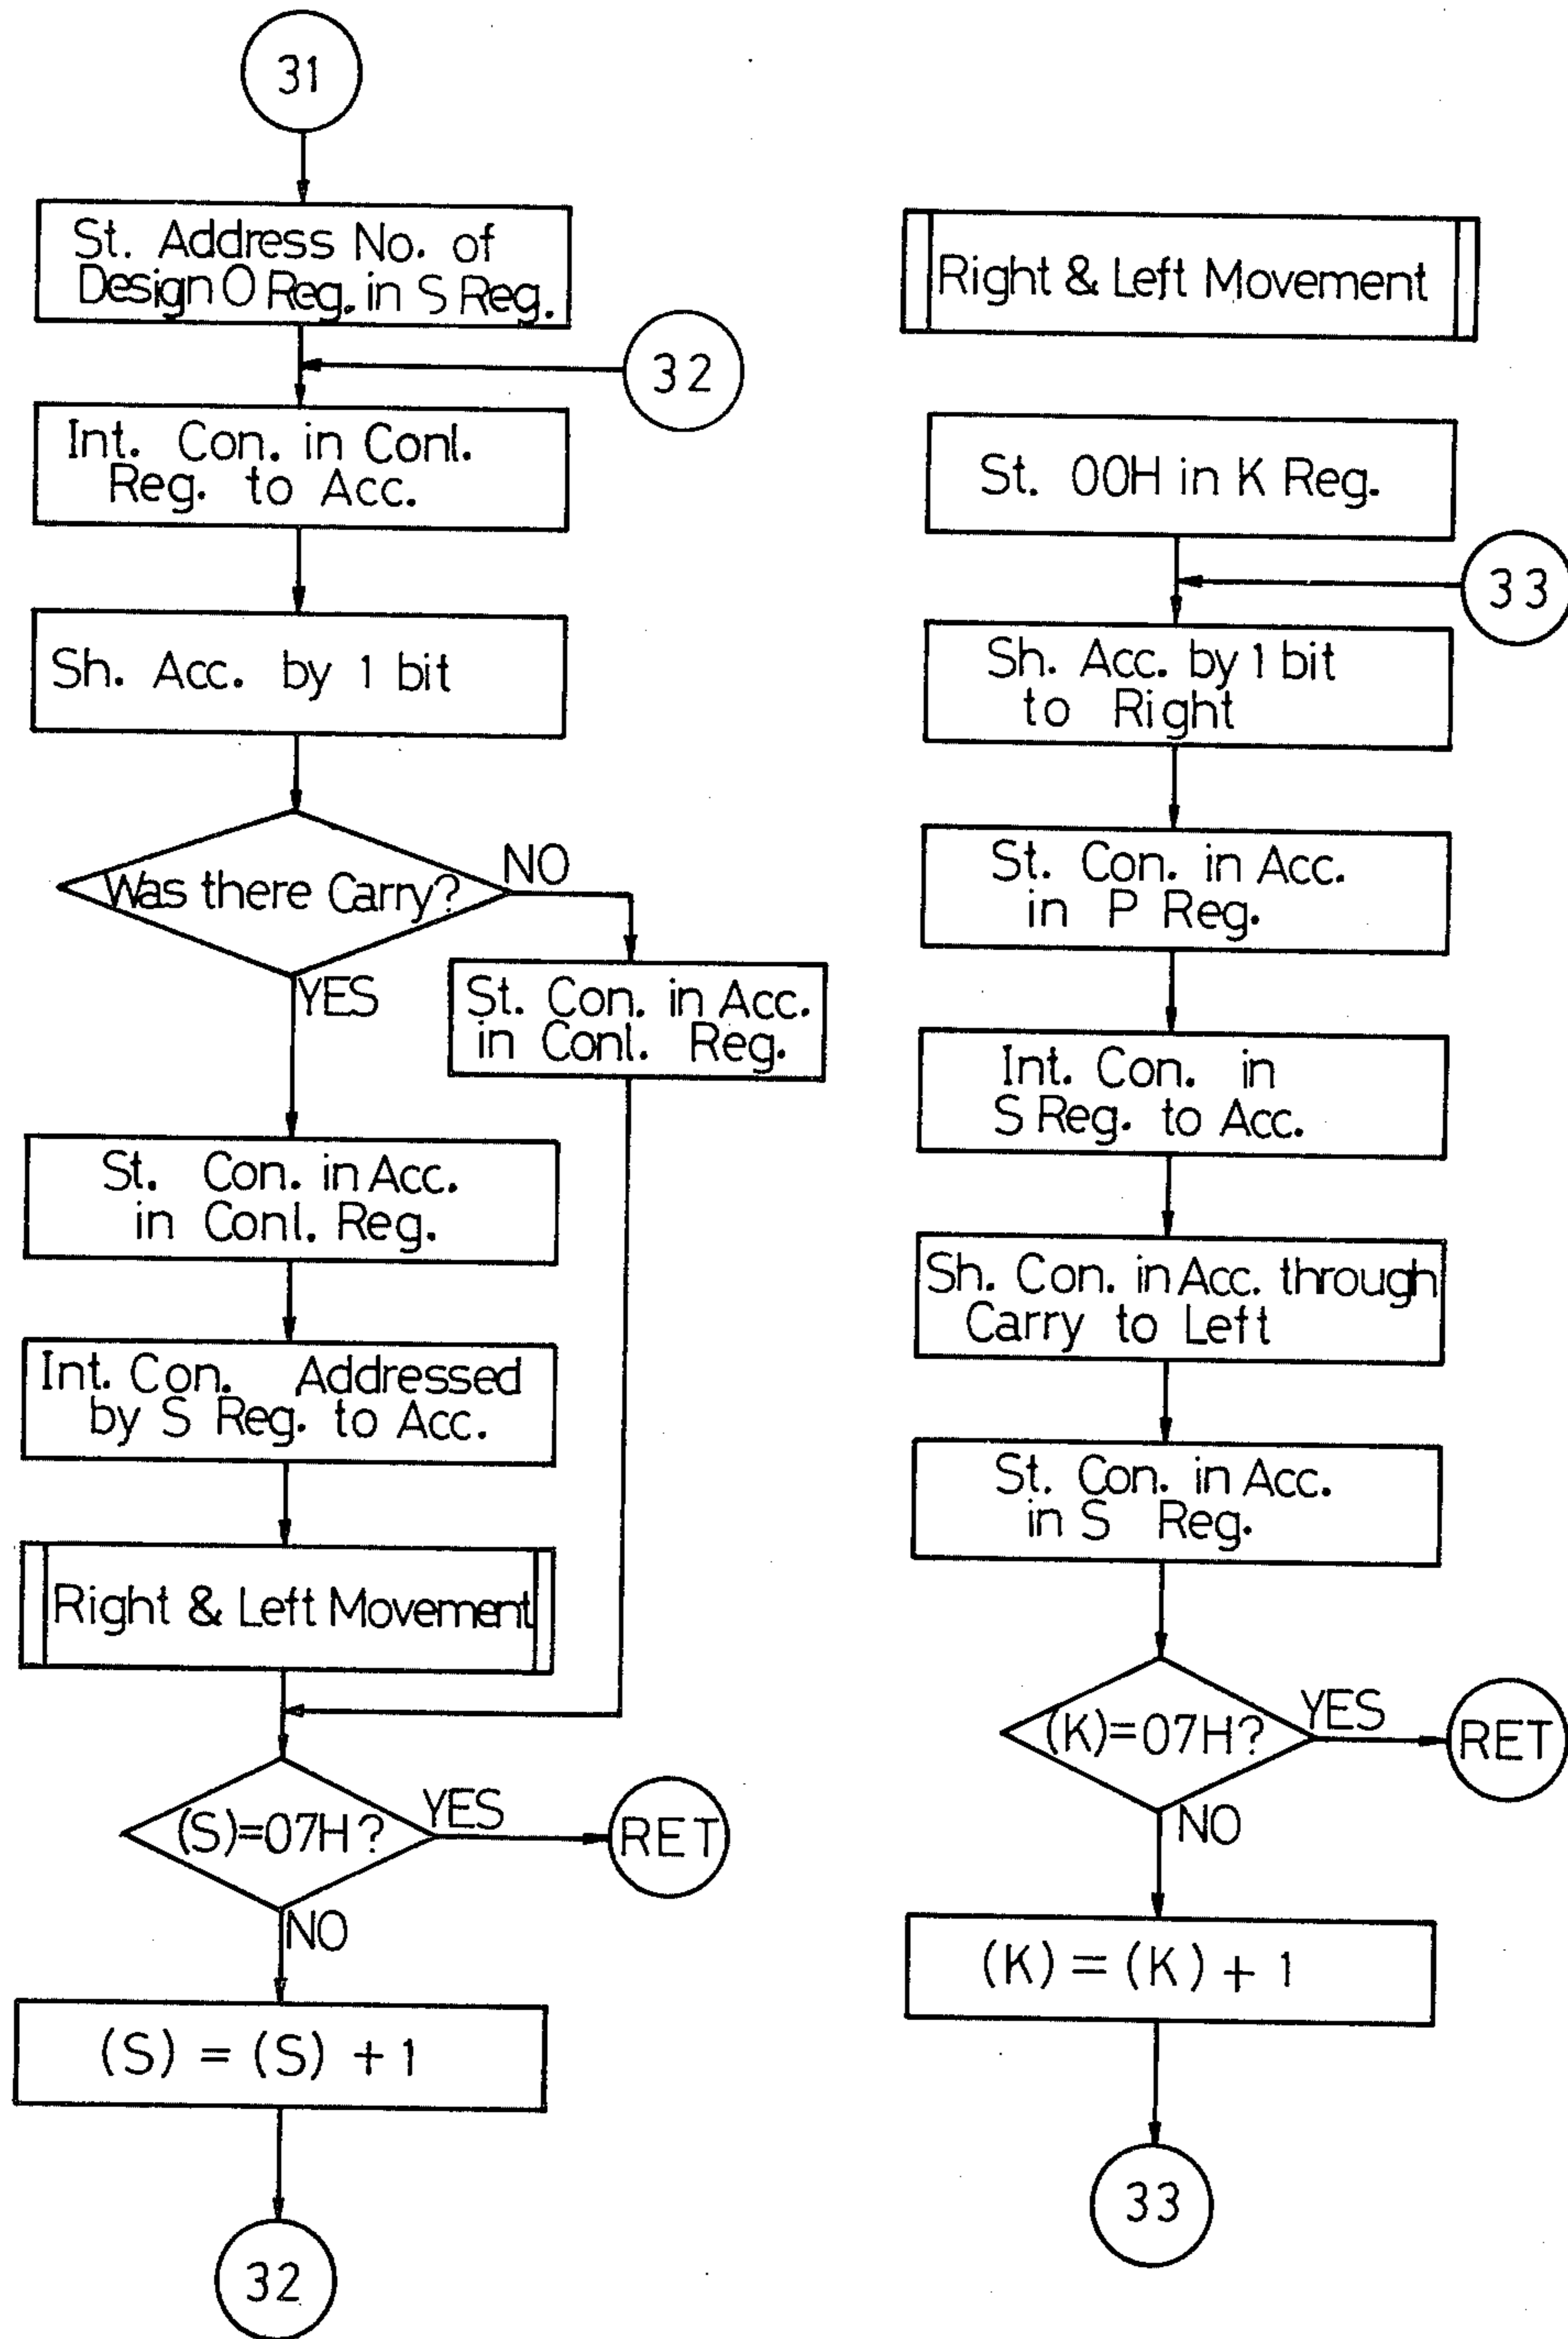 31
St. Address No. of
Design O Reg. in S Reg.
32
Int. Con. in Conl.
Reg. to Acc.
Sh. Acc. by 1 bit
Was there Carry?
NO
YES
St. Con. in Acc.
in Conl. Reg.
St. Con. in Acc.
in Conl. Reg.
Int. Con. Addressed
by S Reg. to Acc.
Right & Left Movement
(S)=07H?
YES
RET
NO
(S) = (S) + 1
32
Right & Left Movement
St. 00H in K Reg.
33
Sh. Acc. by 1 bit
to Right
St. Con. in Acc.
in P Reg.
Int. Con. in
S Reg. to Acc.
Sh. Con. in Acc. through
Carry to Left
St. Con. in Acc.
in S Reg.
(K)=07H?
YES
RET
NO
(K) = (K) + 1
33